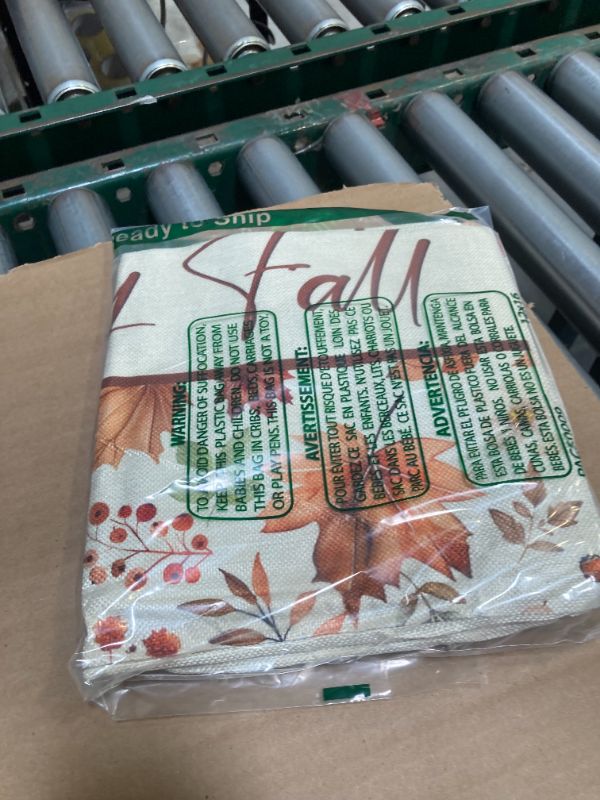 eady to Ship
Fall
WARNING:
TO AVOID DANGER OF SUFFOCATION,
KEEP THIS PLASTIC BAG AWAY FROM
BABIES AND CHILDREN. DO NOT USE
THIS BAG IN CRIBS, BEDS, CARRIAGES
OR PLAY PENS. THIS BAG IS NOT A TOY.
AVERTISSEMENT:
POUR ÉVITER TOUT RISQUE D'ÉTOUFFEMENT,
GARDEZ CE SAC EN PLASTIQUE LOIN DES
BÉBÉS ET DES ENFANTS. N'UTILISEZ PAS CE
SAC DANS LES BERCEAUX, LITS, CHARIOTS OU
PARC AU BÉBÉ. CE SAC N'EST PAS UN JOUET.
ADVERTENCIA:
PARA EVITAR EL PELIGRO DE ASFIXIA, MANTENGA
ESTA BOLSA DE PLASTICO FUERA DEL ALCANCE
DE BEBES Y NIÑOS. NO USAR ESTA BOLSA EN
CUNAS, CAMAS, CARRIOLAS O CORRALES PARA
BEBES ESTA BOLSA NO ES UN JUGUETE.